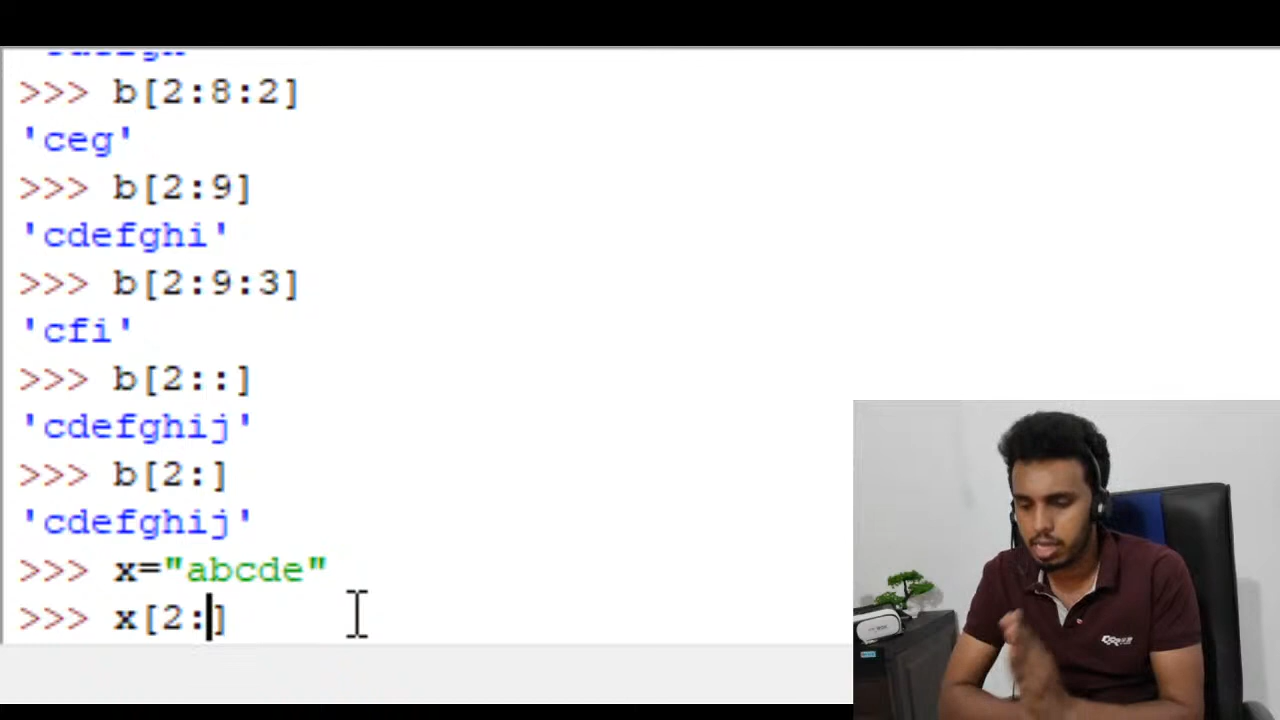 >>> b[2:8:2]
'ceg'
>>> b[2:9]
'cdefghi'
>>> b[2:9:3]
'cfi'
>>> b[2::]
'cdefghij'
>>> b[2:]
'cdefghij'
>>> x="abcde"
>>> x[2:]